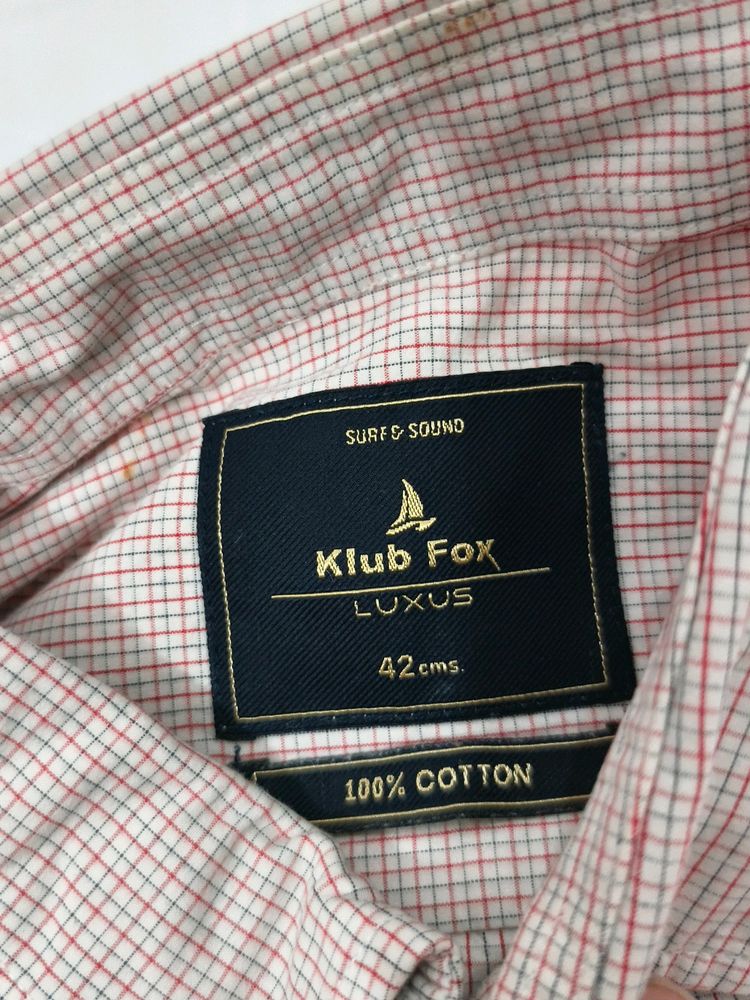 SURF & SOUND
Klub Fox
LUXUS
42 cms.
100% COTTON